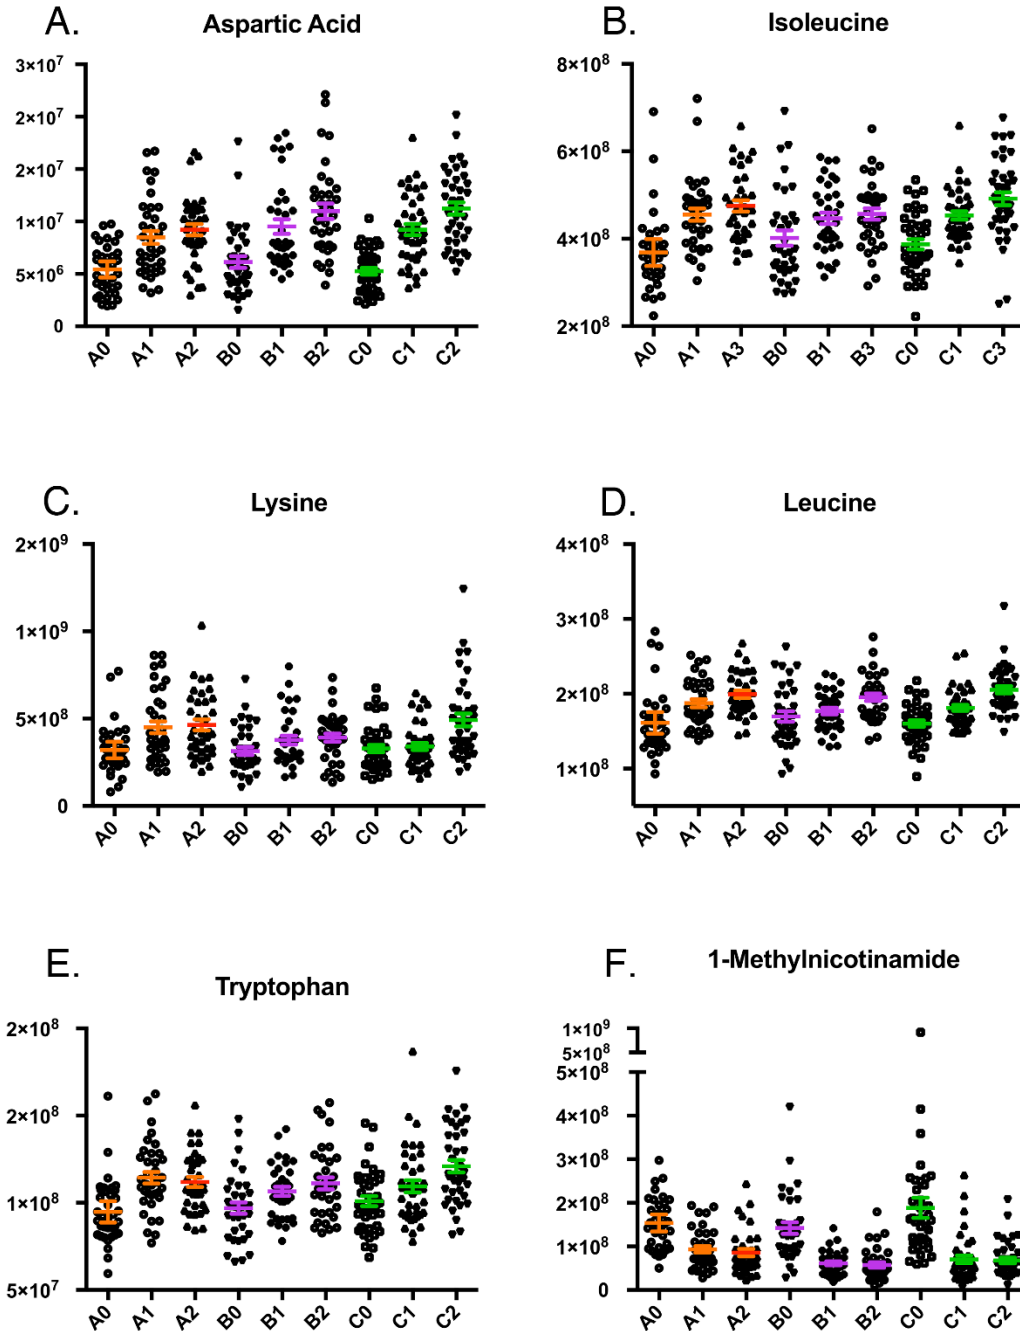 A.
Aspartic Acid
3×10⁷
2×10⁷
2×10⁷
1×10⁷
5×10⁶
0
A0 A1 A2 B0 B1 B2 C0 C1 C2
B.
Isoleucine
8×10⁸
6×10⁸
4×10⁸
2×10⁸
A0 A1 A3 B0 B1 B3 C0 C1 C3
C.
Lysine
2×10⁹
1×10⁹
5×10⁸
0
A0 A1 A2 B0 B1 B2 C0 C1 C2
D.
Leucine
4×10⁸
3×10⁸
2×10⁸
1×10⁸
A0 A1 A2 B0 B1 B2 C0 C1 C2
E.
Tryptophan
2×10⁸
2×10⁸
1×10⁸
5×10⁷
A0 A1 A2 B0 B1 B2 C0 C1 C2
F.
1-Methylnicotinamide
1×10⁹
5×10⁸
5×10⁸
4×10⁸
3×10⁸
2×10⁸
1×10⁸
0
A0 A1 A2 B0 B1 B2 C0 C1 C2